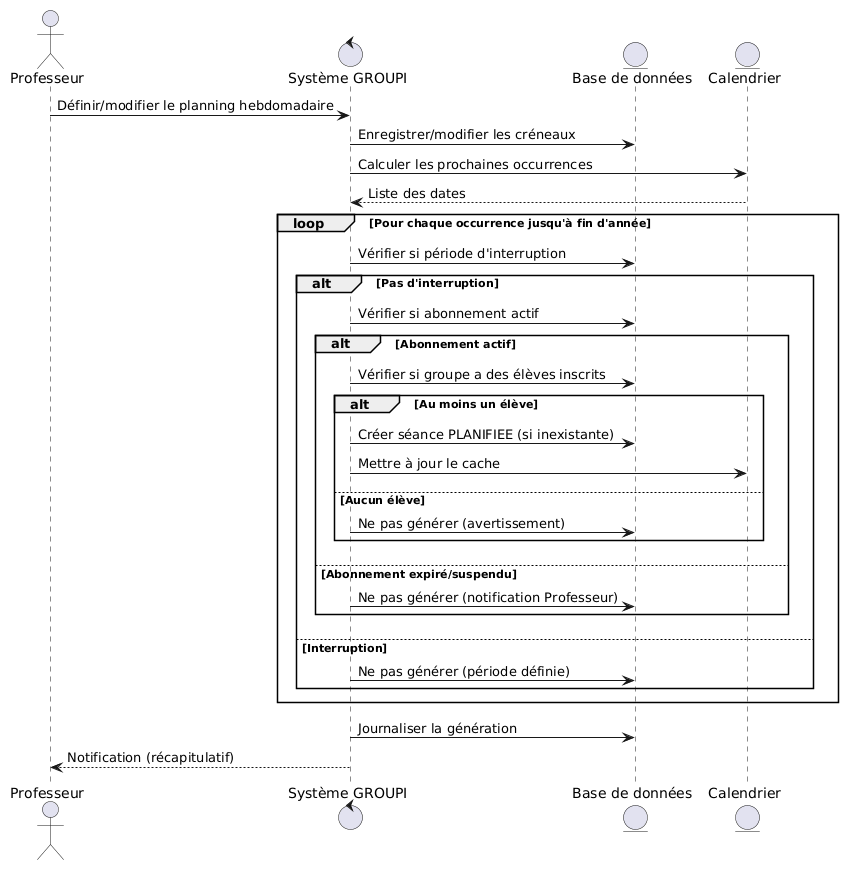 Professeur
Système GROUPI
Base de données
Calendrier
Définir/modifier le planning hebdomadaire
Enregistrer/modifier les créneaux
Calculer les prochaines occurrences
Liste des dates
loop [Pour chaque occurrence jusqu'à fin d'année]
Vérifier si période d'interruption
alt [Pas d'interruption]
Vérifier si abonnement actif
alt [Abonnement actif]
Vérifier si groupe a des élèves inscrits
alt [Au moins un élève]
Créer séance PLANIFIEE (si inexistante)
Mettre à jour le cache
[Aucun élève]
Ne pas générer (avertissement)
[Abonnement expiré/suspendu]
Ne pas générer (notification Professeur)
[Interruption]
Ne pas générer (période définie)
Journaliser la génération
Notification (récapitulatif)
Professeur
Système GROUPI
Base de données
Calendrier